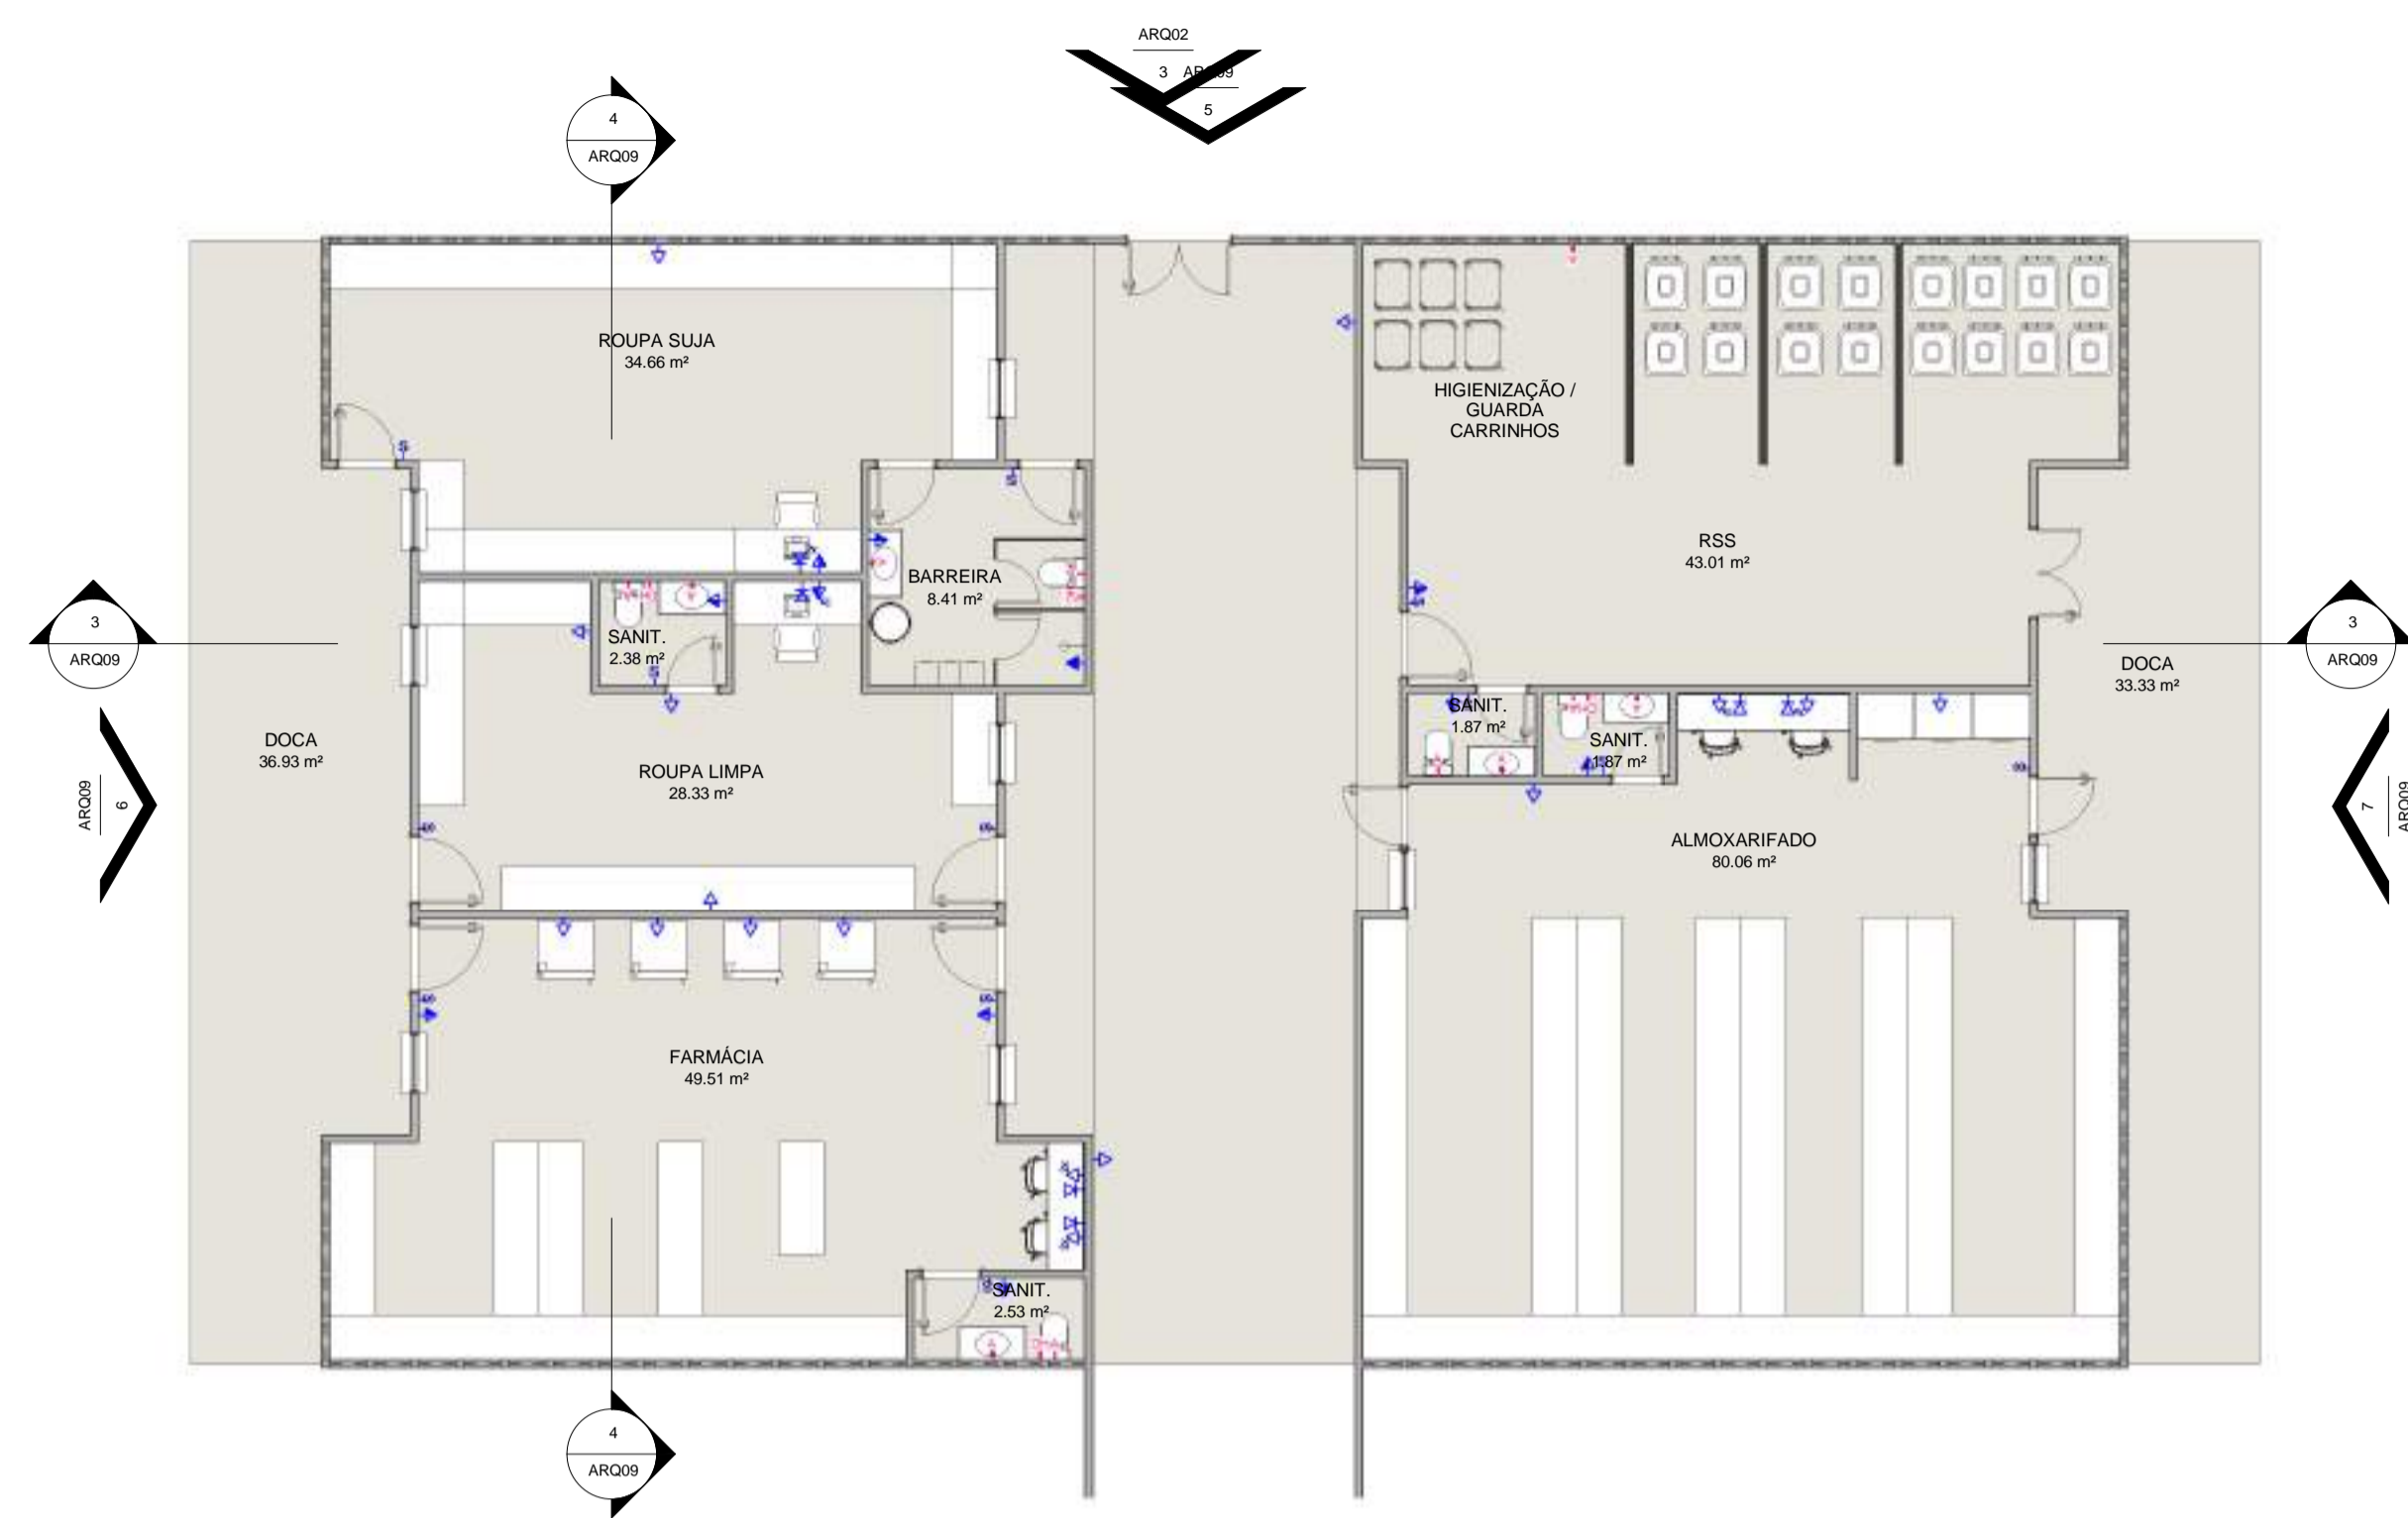 ARQ02
3
ARQ09
5
4
ARQ09
ROUPA SUJA
34.66 m²
HIGIENIZAÇÃO /
GUARDA
CARRINHOS
RSS
43.01 m²
BARREIRA
8.41 m²
3
ARQ09
SANIT.
2.38 m²
3
ARQ09
DOCA
33.33 m²
SANIT.
1.87 m²
SANIT.
1.87 m²
DOCA
36.93 m²
ROUPA LIMPA
28.33 m²
ARQ09
6
7
ARQ09
ALMOXARIFADO
80.06 m²
FARMÁCIA
49.51 m²
SANIT.
2.53 m²
4
ARQ09